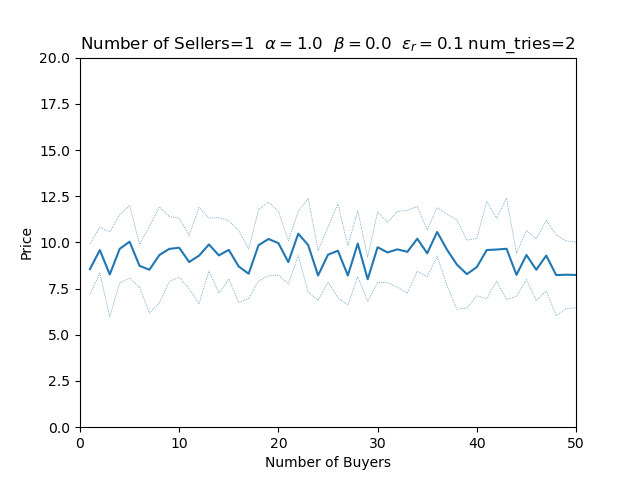 Number of Sellers=1 α = 1.0 β = 0.0 εᵣ = 0.1 num_tries=2
20.0
17.5
15.0
12.5
10.0
7.5
5.0
2.5
0.0
Price
0 10 20 30 40 50
Number of Buyers